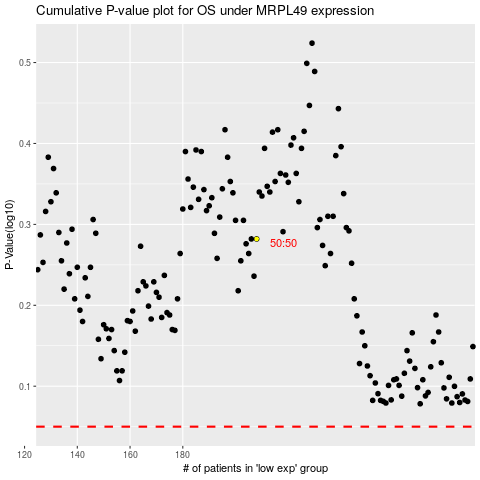 Cumulative P-value plot for OS under MRPL49 expression
P-Value(log10)
0.5
0.4
0.3
0.2
0.1
50:50
120 140 160 180
# of patients in 'low exp' group